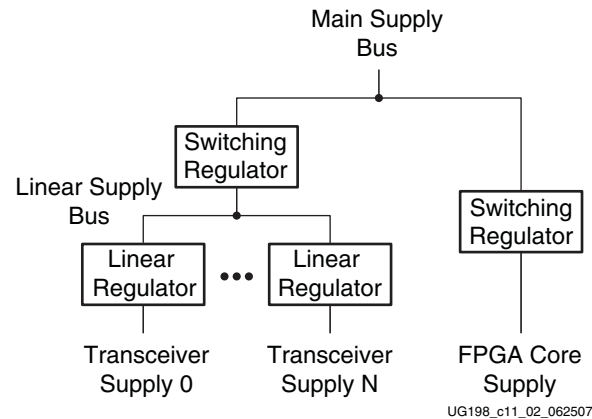 Main Supply
Bus
Switching
Regulator
Linear Supply
Bus
Switching
Regulator
Linear
Regulator
•••
Linear
Regulator
Transceiver
Supply 0
Transceiver
Supply N
FPGA Core
Supply
UG198_c11_02_062507